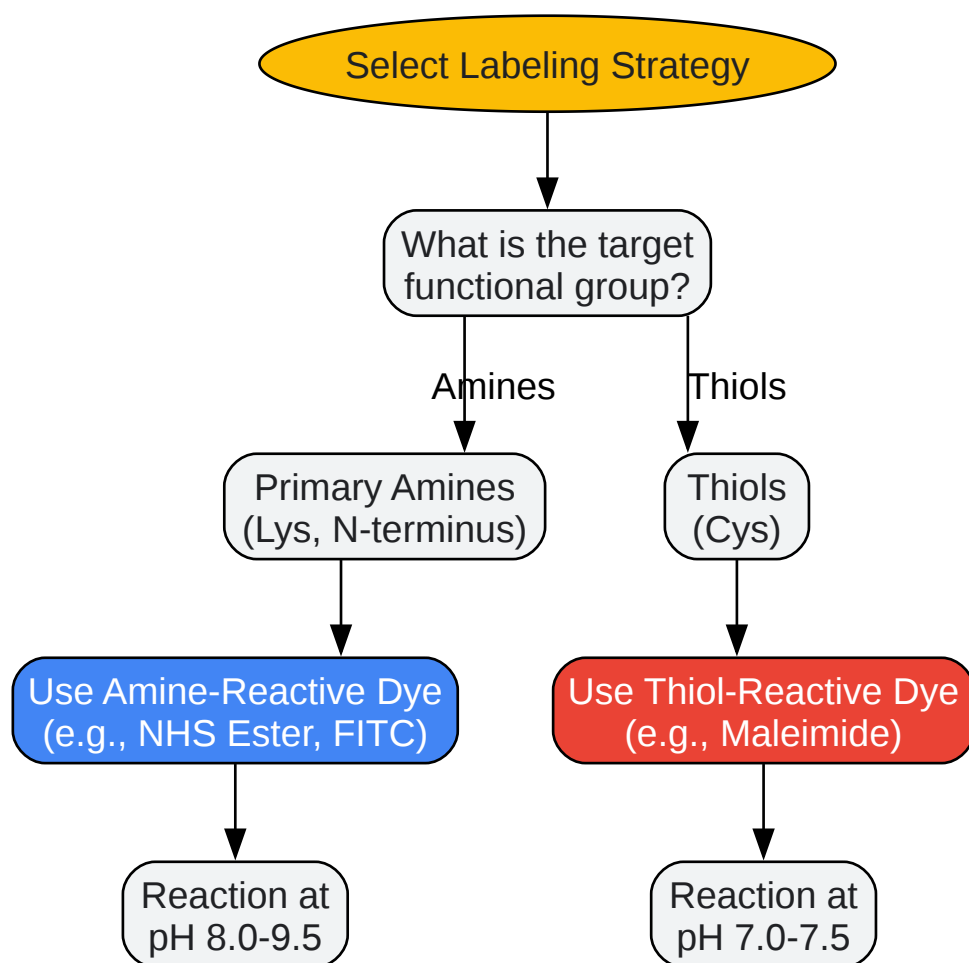 Select Labeling Strategy
What is the target
functional group?
Amines
Thiols
Primary Amines
(Lys, N-terminus)
Thiols
(Cys)
Use Amine-Reactive Dye
(e.g., NHS Ester, FITC)
Use Thiol-Reactive Dye
(e.g., Maleimide)
Reaction at
pH 8.0-9.5
Reaction at
pH 7.0-7.5